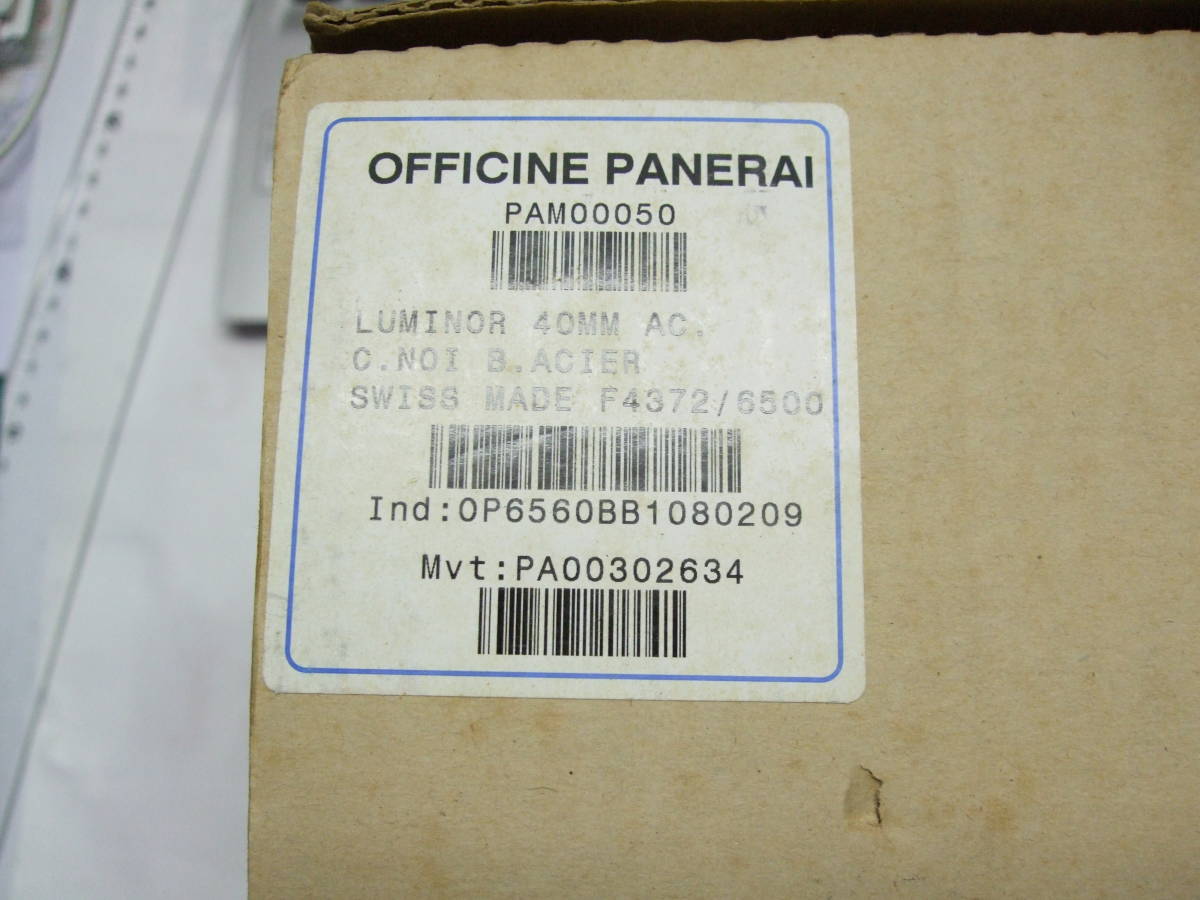 OFFICINE PANERAI
PAM00050
LUMINOR 40MM AC.
C.NOI B.ACIER
SWISS MADE F4372/6500
Ind:OP6560BB1080209
Mvt:PA00302634